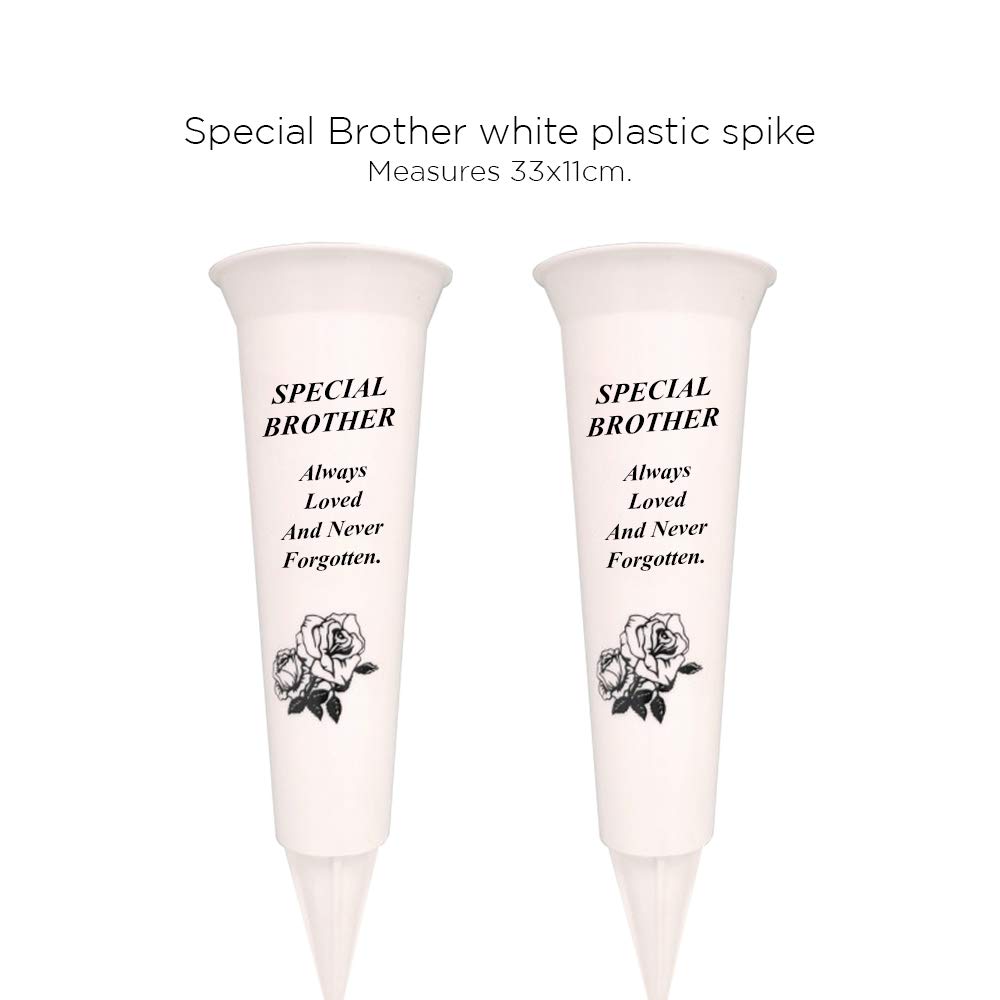 Special Brother white plastic spike
Measures 33x11cm.
SPECIAL
BROTHER
Always
Loved
And Never
Forgotten.
SPECIAL
BROTHER
Always
Loved
And Never
Forgotten.